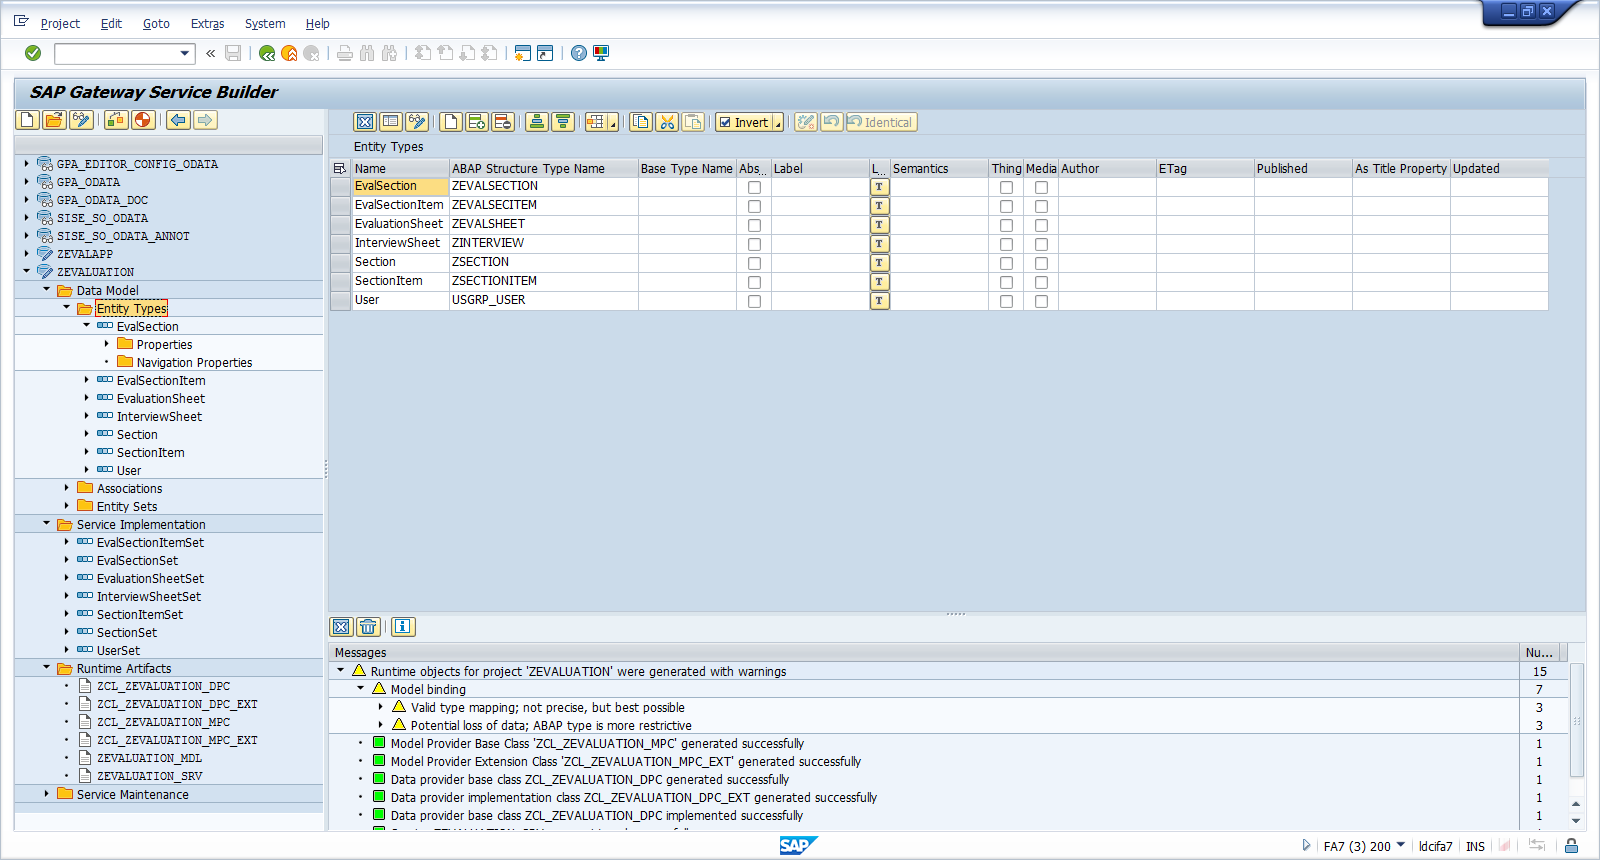 Project Edit Goto Extras System Help
SAP Gateway Service Builder
Invert
Identical
Entity Types
Name ABAP Structure Type Name Base Type Name Abs... Label L... Semantics Thing Media Author ETag Published As Title Property Updated
EvalSection ZEVALSECTION T
EvalSectionItem ZEVALSECITEM T
EvaluationSheet ZEVALSHEET T
InterviewSheet ZINTERVIEW T
Section ZSECTION T
SectionItem ZSECTIONITEM T
User USGRP_USER T
GPA_EDITOR_CONFIG_ODATA
GPA_ODATA
GPA_ODATA_DOC
SISE_SO_ODATA
SISE_SO_ODATA_ANNOT
ZEVALAPP
ZEVALUATION
Data Model
Entity Types
EvalSection
Properties
Navigation Properties
EvalSectionItem
EvaluationSheet
InterviewSheet
Section
SectionItem
User
Associations
Entity Sets
Service Implementation
EvalSectionItemSet
EvalSectionSet
EvaluationSheetSet
InterviewSheetSet
SectionItemSet
SectionSet
UserSet
Runtime Artifacts
ZCL_ZEVALUATION_DPC
ZCL_ZEVALUATION_DPC_EXT
ZCL_ZEVALUATION_MPC
ZCL_ZEVALUATION_MPC_EXT
ZEVALUATION_MDL
ZEVALUATION_SRV
Service Maintenance
Messages Nu...
Runtime objects for project 'ZEVALUATION' were generated with warnings 15
Model binding 7
Valid type mapping; not precise, but best possible 3
Potential loss of data; ABAP type is more restrictive 3
Model Provider Base Class 'ZCL_ZEVALUATION_MPC' generated successfully 1
Model Provider Extension Class 'ZCL_ZEVALUATION_MPC_EXT' generated successfully 1
Data provider base class ZCL_ZEVALUATION_DPC generated successfully 1
Data provider implementation class ZCL_ZEVALUATION_DPC_EXT generated successfully 1
Data provider base class ZCL_ZEVALUATION_DPC implemented successfully 1
SAP
FA7 (3) 200 ldcifa7 INS